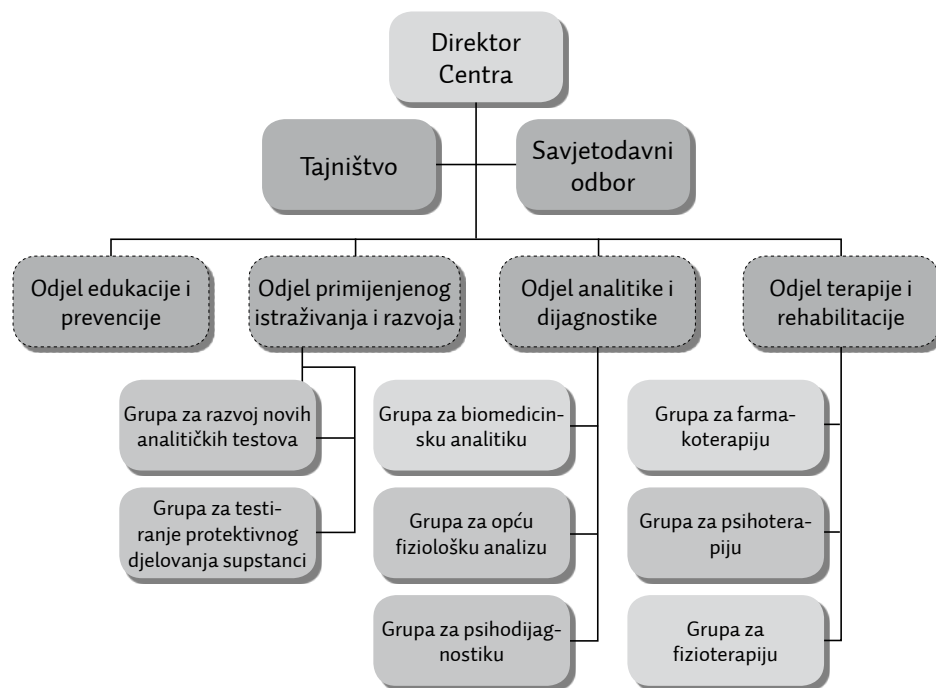 Direktor
Centra
Tajništvo
Savjetodavni
odbor
Odjel edukacije i
prevencije
Odjel primijenjenog
istraživanja i razvoja
Odjel analitike i
dijagnostike
Odjel terapije i
rehabilitacije
Grupa za razvoj novih
analitičkih testova
Grupa za testi-
ranje protektivnog
djelovanja supstanci
Grupa za biomedicin-
sku analitiku
Grupa za opću
fiziološku analizu
Grupa za psihodijag-
nostiku
Grupa za farma-
koterapiju
Grupa za psihotera-
piju
Grupa za
fizioterapiju